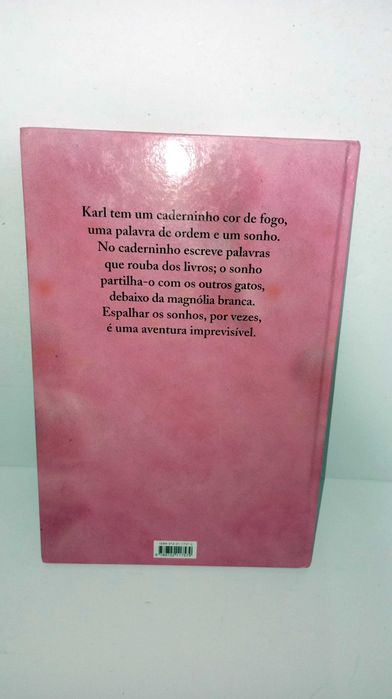 Karl tem um caderninho cor de fogo,
uma palavra de ordem e um sonho.
No caderninho escreve palavras
que rouba dos livros; o sonho
partilha-o com os outros gatos,
debaixo da magnólia branca.
Espalhar os sonhos, por vezes,
é uma aventura imprevisível.